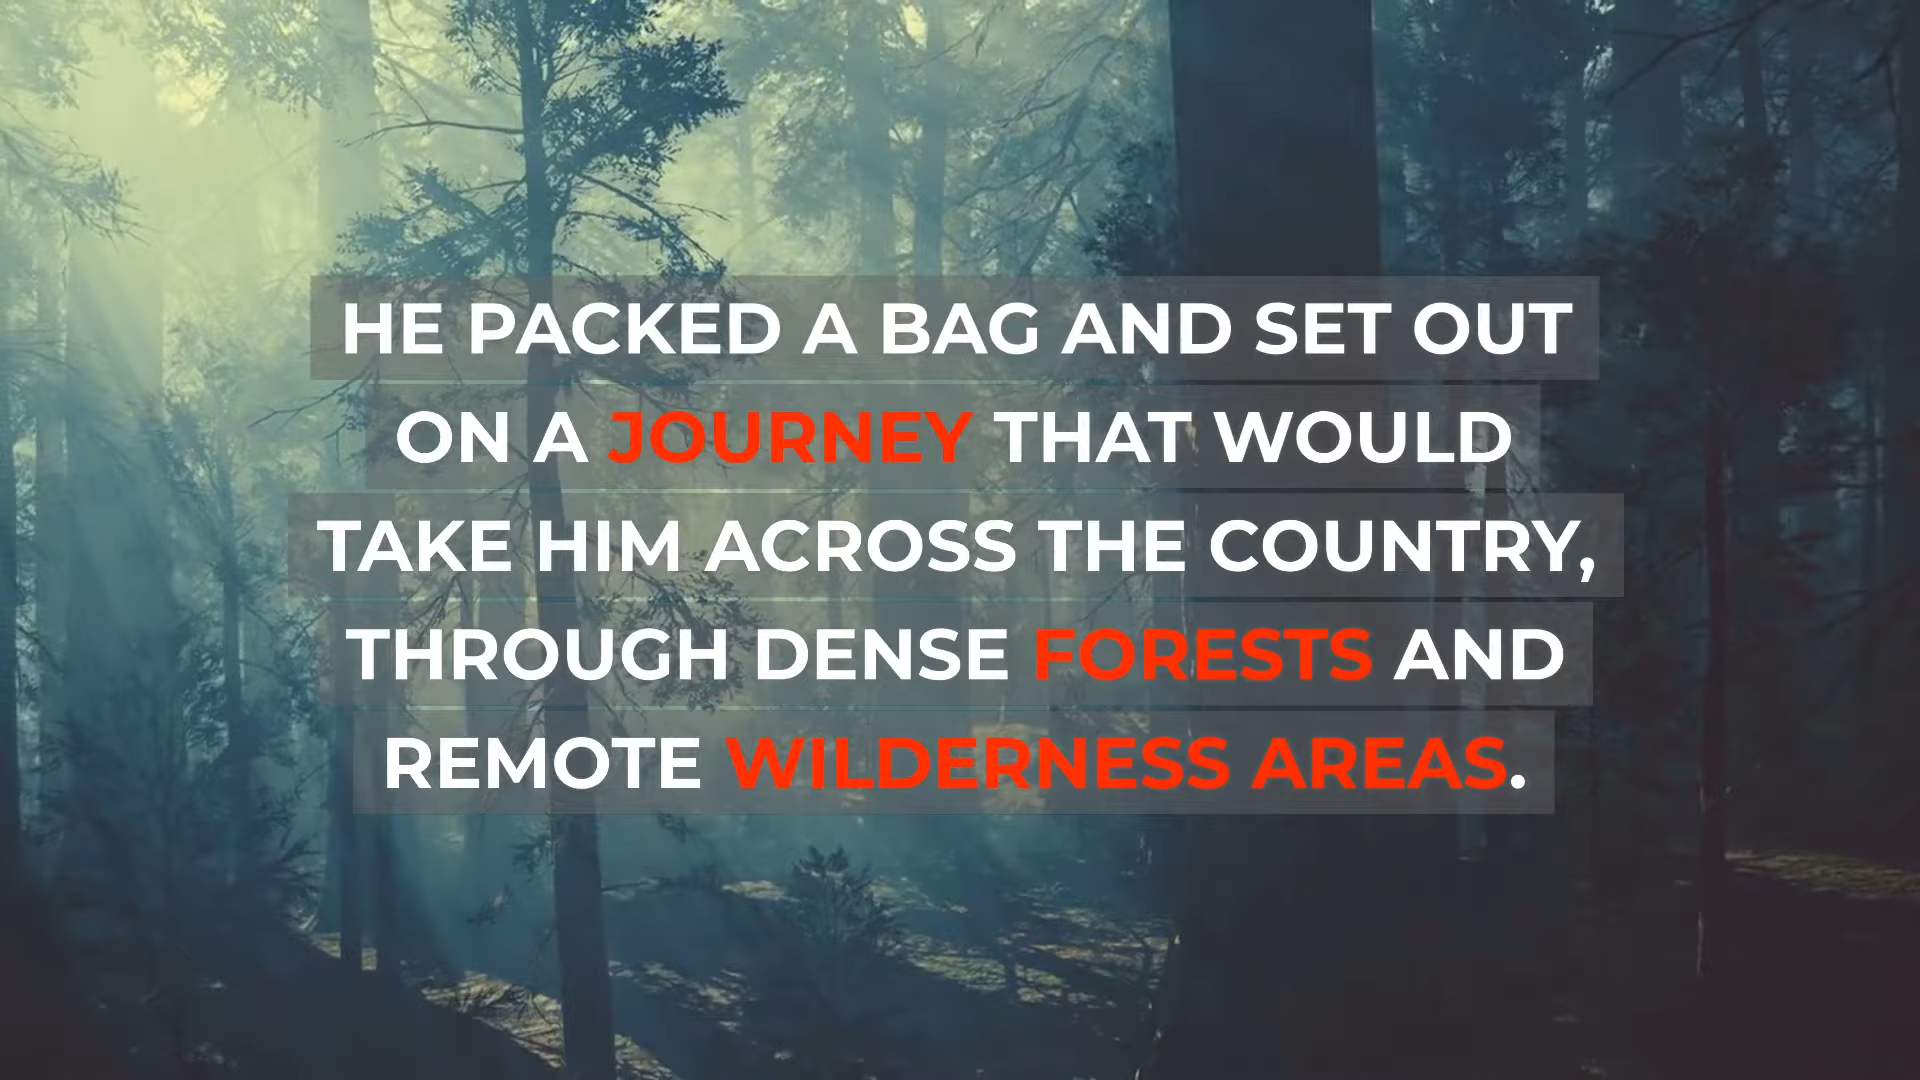 HE PACKED A BAG AND SET OUT
ON A JOURNEY THAT WOULD
TAKE HIM ACROSS THE COUNTRY,
THROUGH DENSE FORESTS AND
REMOTE WILDERNESS AREAS.